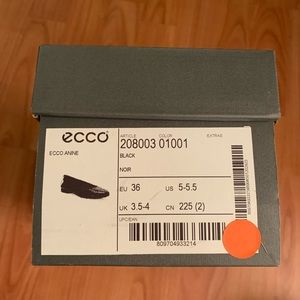 ecco
ARTICLE COLOR EXTRAS
208003 01001
ECCO ANINE
BLACK
NOIR
EU 36 US 5-5.5
UK 3.5-4 CN 225 (2)
UPC/EAN
809704933214